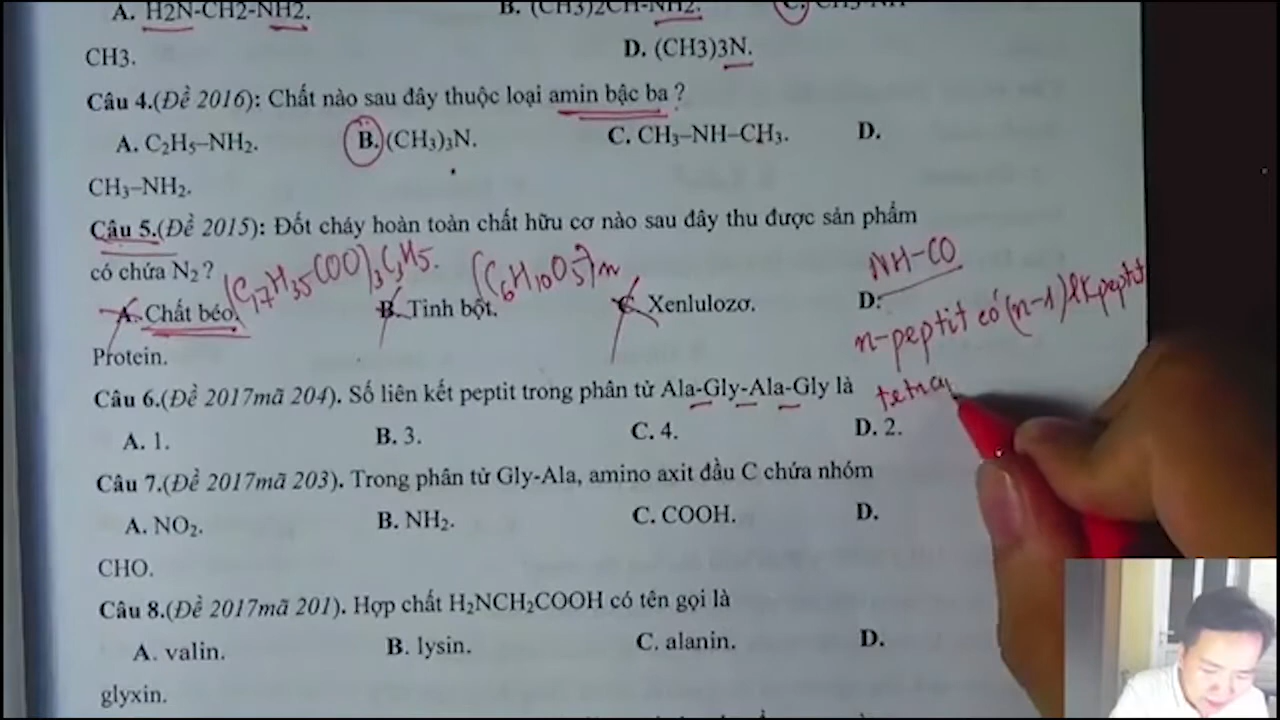 A. H2N-CH2-NH2. B. (CH3)2CH-NH2. C. CH3-NH-
CH3. D. (CH3)3N.
Câu 4.(Đề 2016): Chất nào sau đây thuộc loại amin bậc ba ?
A. C₂H₅–NH₂. B. (CH₃)₃N. C. CH₃–NH–CH₃. D.
CH₃–NH₂.
Câu 5.(Đề 2015): Đốt cháy hoàn toàn chất hữu cơ nào sau đây thu được sản phẩm
có chứa N₂ ? (C17H35COO)3C3H5. (C6H10O5)n NH-CO
A. Chất béo. B. Tinh bột. C. Xenlulozơ. D.
n-peptit có (n-1) lk peptit
Protein.
Câu 6.(Đề 2017mã 204). Số liên kết peptit trong phân tử Ala-Gly-Ala-Gly là
A. 1. B. 3. C. 4. D. 2.
Câu 7.(Đề 2017mã 203). Trong phân tử Gly-Ala, amino axit đầu C chứa nhóm
A. NO₂. B. NH₂. C. COOH. D.
CHO.
Câu 8.(Đề 2017mã 201). Hợp chất H₂NCH₂COOH có tên gọi là
A. valin. B. lysin. C. alanin. D.
glyxin.